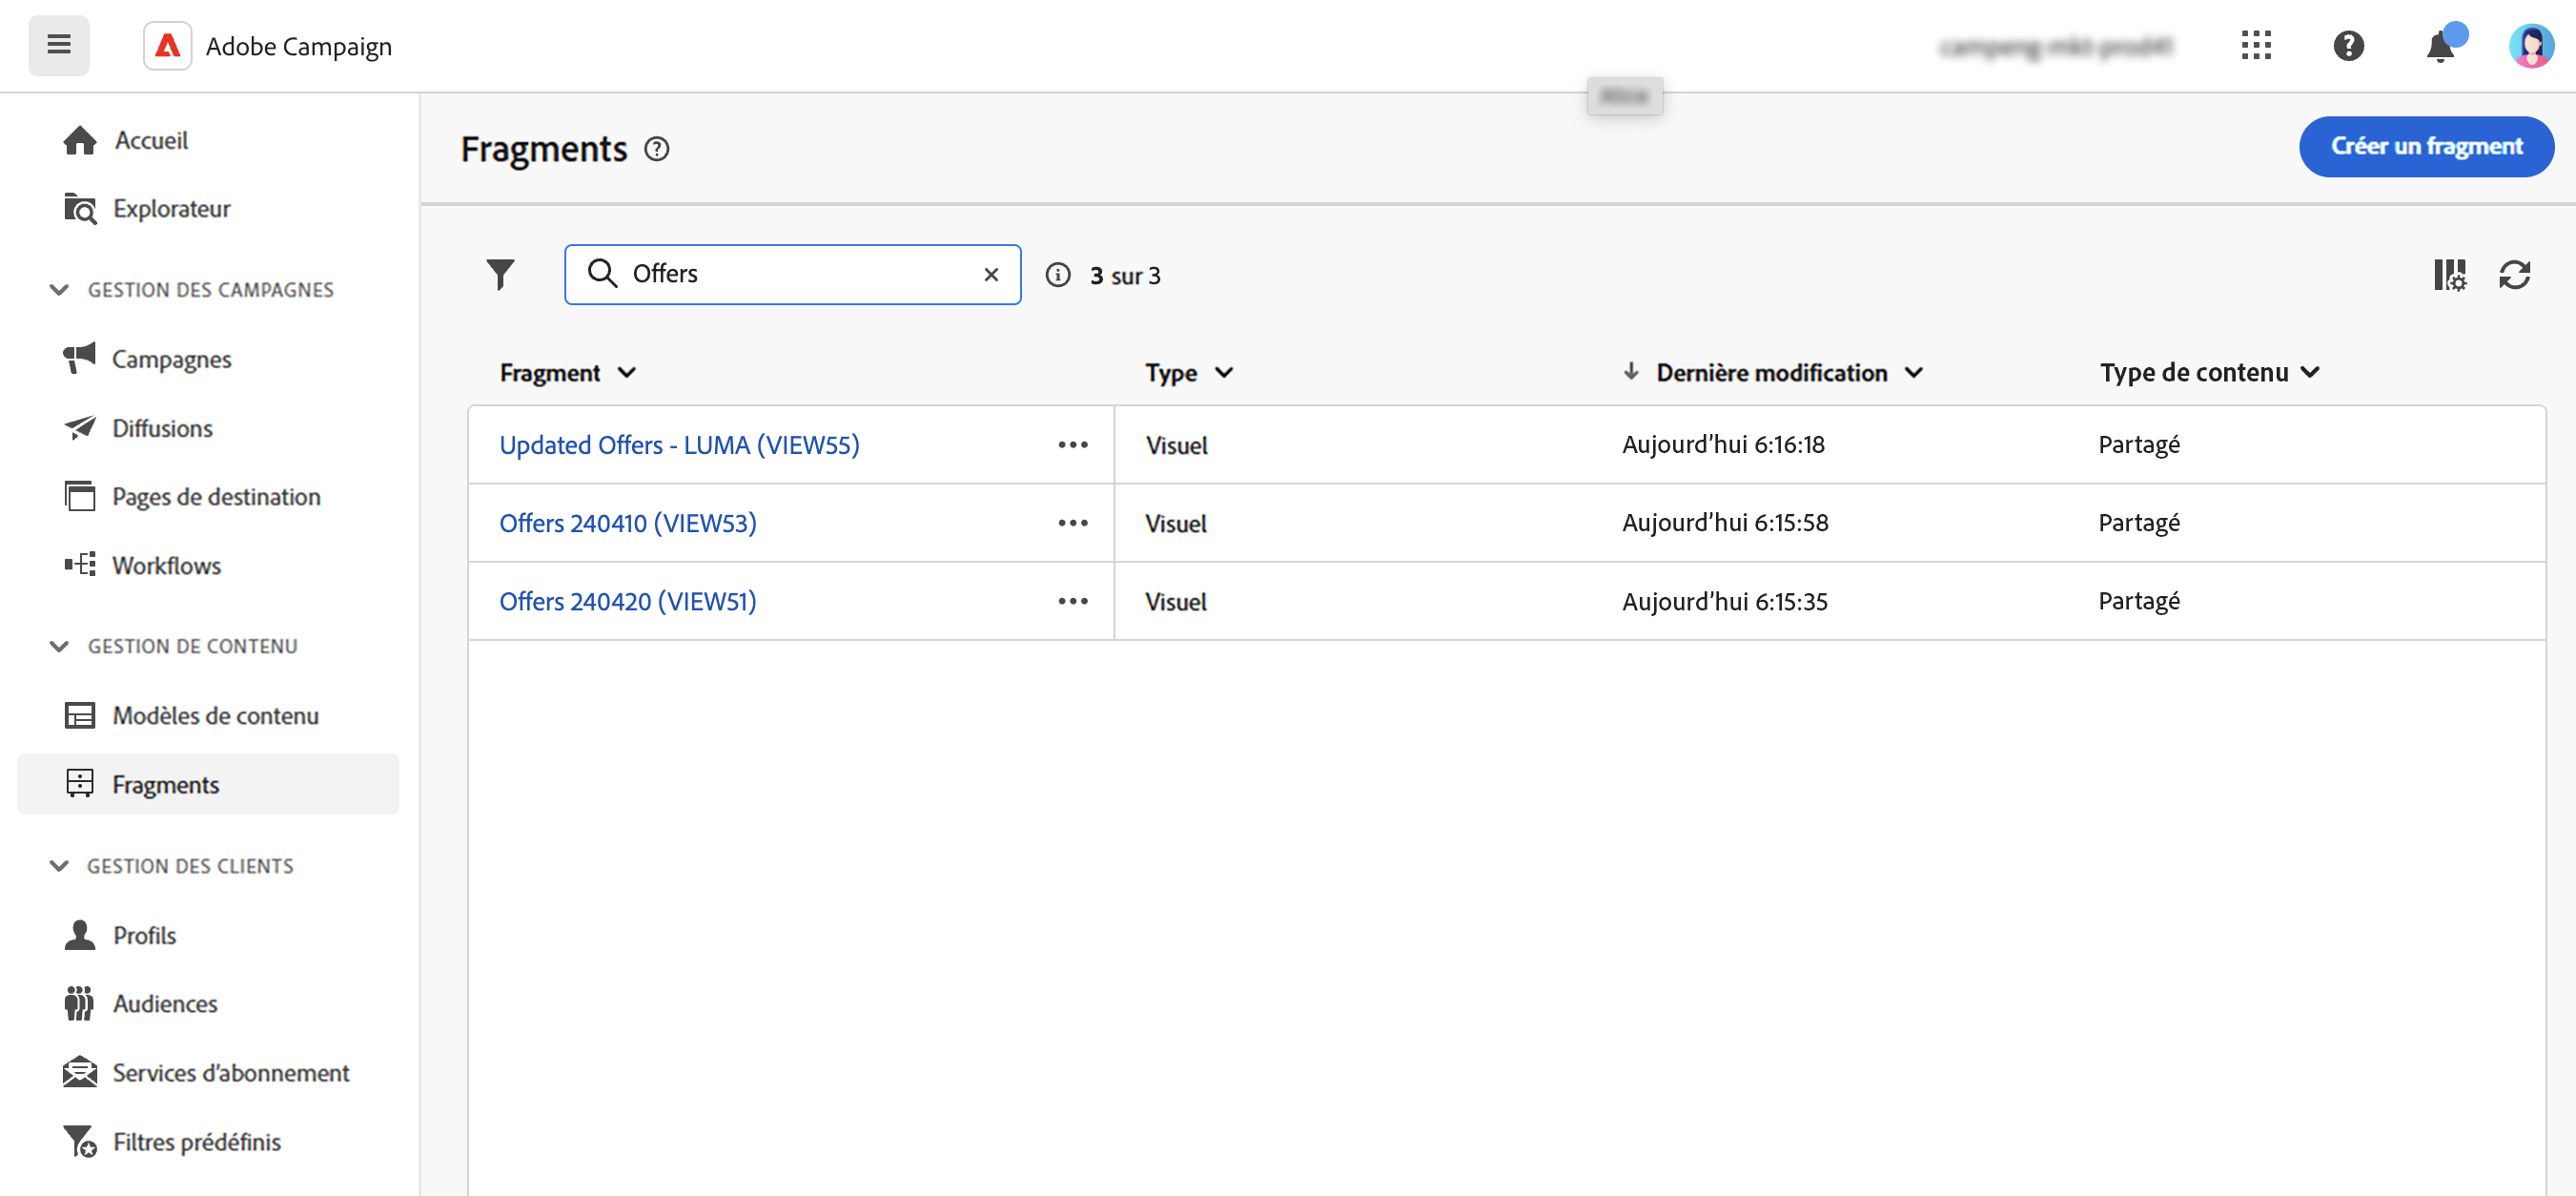 Adobe Campaign
Accueil
Explorateur
GESTION DES CAMPAGNES
Campagnes
Diffusions
Pages de destination
Workflows
GESTION DE CONTENU
Modèles de contenu
Fragments
GESTION DES CLIENTS
Profils
Audiences
Services d’abonnement
Filtres prédéfinis
Fragments
Créer un fragment
Offers
3 sur 3
Fragment Type Dernière modification Type de contenu
Updated Offers - LUMA (VIEW55) Visuel Aujourd’hui 6:16:18 Partagé
Offers 240410 (VIEW53) Visuel Aujourd’hui 6:15:58 Partagé
Offers 240420 (VIEW51) Visuel Aujourd’hui 6:15:35 Partagé